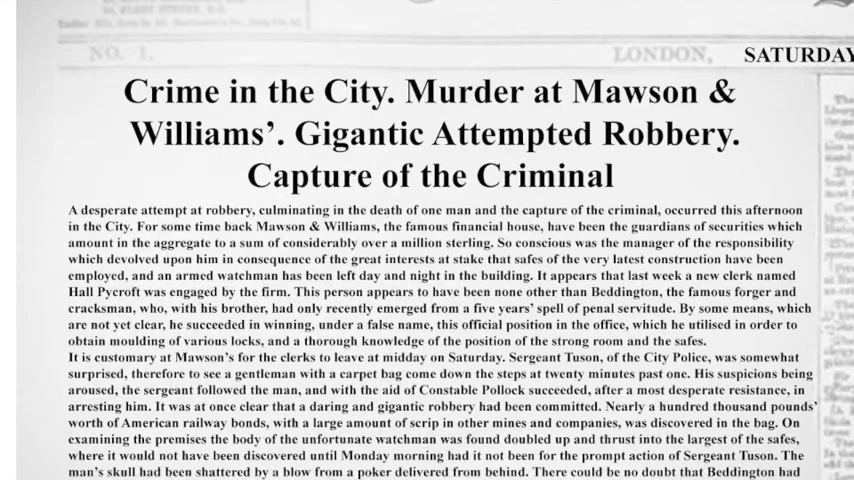 NO. 1.
LONDON,
SATURDAY
Crime in the City. Murder at Mawson &
Williams’. Gigantic Attempted Robbery.
Capture of the Criminal
A desperate attempt at robbery, culminating in the death of one man and the capture of the criminal, occurred this afternoon
in the City. For some time back Mawson & Williams, the famous financial house, have been the guardians of securities which
amount in the aggregate to a sum of considerably over a million sterling. So conscious was the manager of the responsibility
which devolved upon him in consequence of the great interests at stake that safes of the very latest construction have been
employed, and an armed watchman has been left day and night in the building. It appears that last week a new clerk named
Hall Pycroft was engaged by the firm. This person appears to have been none other than Beddington, the famous forger and
cracksman, who, with his brother, had only recently emerged from a five years’ spell of penal servitude. By some means, which
are not yet clear, he succeeded in winning, under a false name, this official position in the office, which he utilised in order to
obtain moulding of various locks, and a thorough knowledge of the position of the strong room and the safes.
It is customary at Mawson’s for the clerks to leave at midday on Saturday. Sergeant Tuson, of the City Police, was somewhat
surprised, therefore to see a gentleman with a carpet bag come down the steps at twenty minutes past one. His suspicions being
aroused, the sergeant followed the man, and with the aid of Constable Pollock succeeded, after a most desperate resistance, in
arresting him. It was at once clear that a daring and gigantic robbery had been committed. Nearly a hundred thousand pounds’
worth of American railway bonds, with a large amount of scrip in other mines and companies, was discovered in the bag. On
examining the premises the body of the unfortunate watchman was found doubled up and thrust into the largest of the safes,
where it would not have been discovered until Monday morning had it not been for the prompt action of Sergeant Tuson. The
man’s skull had been shattered by a blow from a poker delivered from behind. There could be no doubt that Beddington had